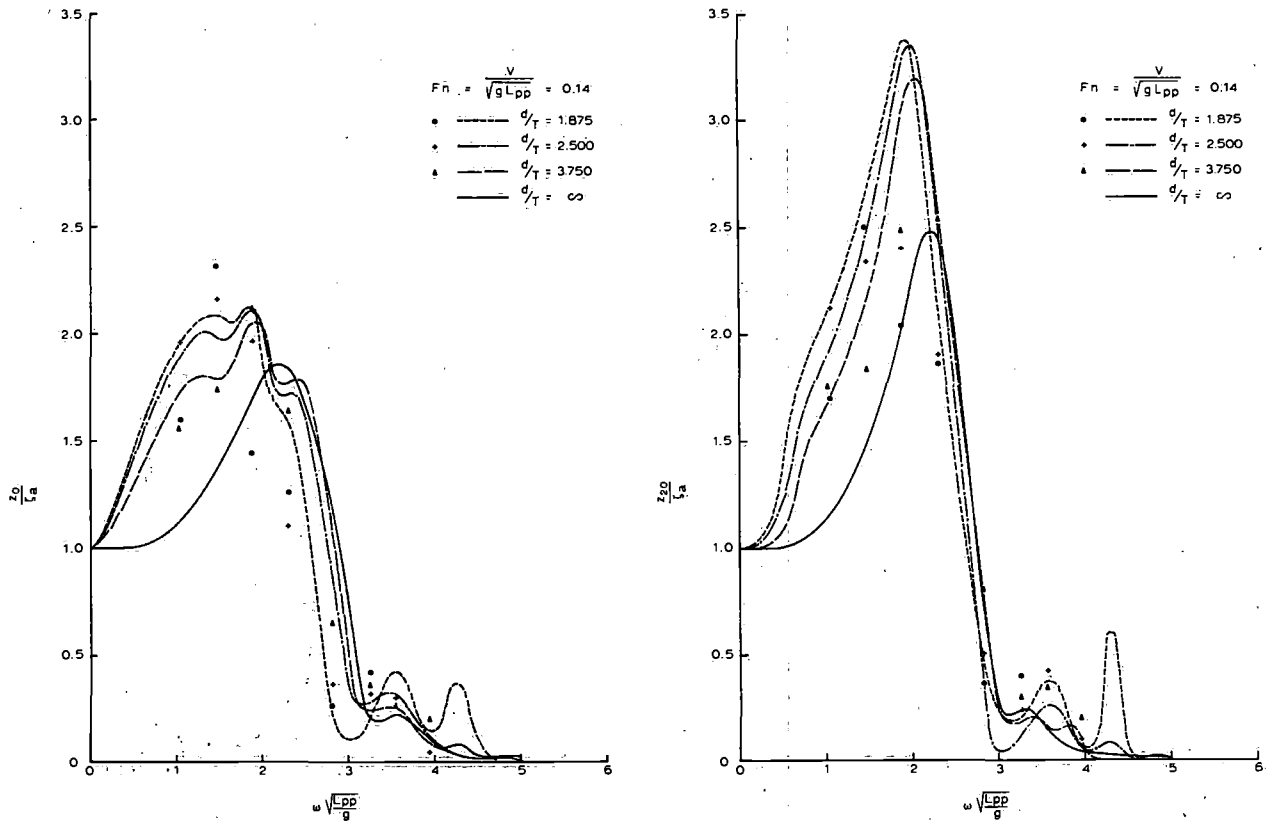 3.5
3.0
2.5
2.0
1.5
1.0
0.5
0
0 1 2 3 4 5 6
z₀/ζa
ω √(Lpp/g)
Fn = V/√(g Lpp) = 0.14
d/T = 1.875
d/T = 2.500
d/T = 3.750
d/T = ∞
3.5
3.0
2.5
2.0
1.5
1.0
0.5
0
0 1 2 3 4 5 6
z₂₀/ζa
ω √(Lpp/g)
Fn = V/√(g Lpp) = 0.14
d/T = 1.875
d/T = 2.500
d/T = 3.750
d/T = ∞